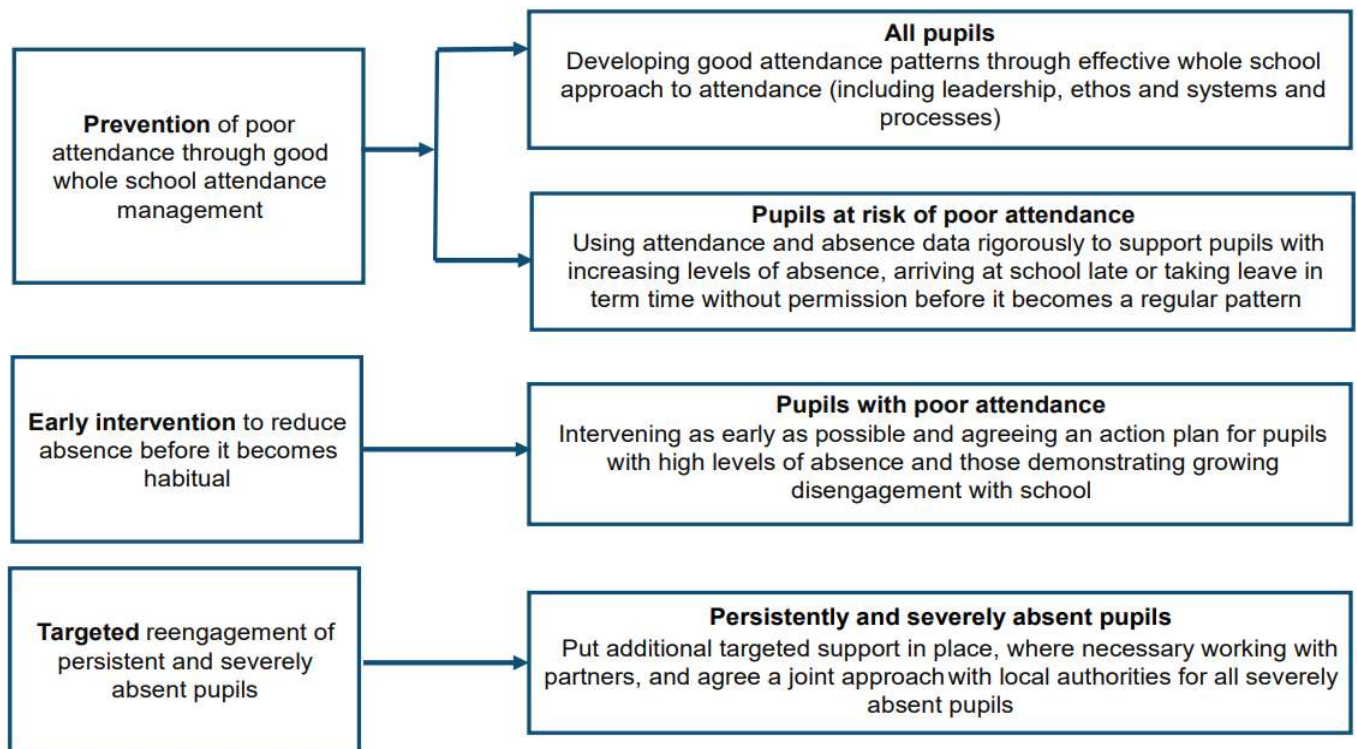 Prevention of poor
attendance through good
whole school attendance
management
All pupils
Developing good attendance patterns through effective whole school
approach to attendance (including leadership, ethos and systems and
processes)
Pupils at risk of poor attendance
Using attendance and absence data rigorously to support pupils with
increasing levels of absence, arriving at school late or taking leave in
term time without permission before it becomes a regular pattern
Early intervention to reduce
absence before it becomes
habitual
Pupils with poor attendance
Intervening as early as possible and agreeing an action plan for pupils
with high levels of absence and those demonstrating growing
disengagement with school
Targeted reengagement of
persistent and severely
absent pupils
Persistently and severely absent pupils
Put additional targeted support in place, where necessary working with
partners, and agree a joint approach with local authorities for all severely
absent pupils